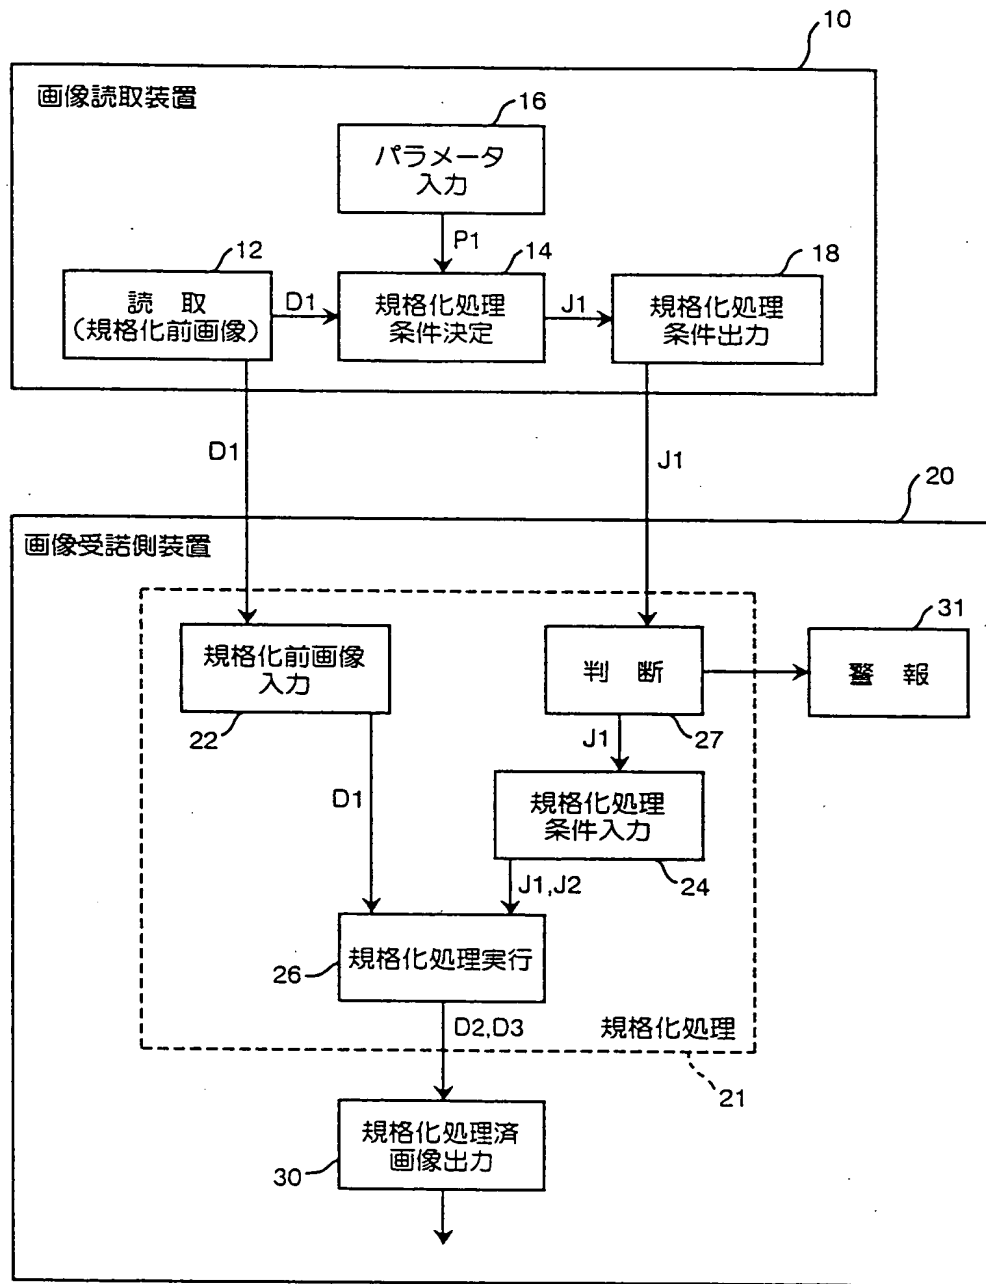 10
画像読取装置
16
パラメータ
入力
P1
12
読 取
(規格化前画像)
D1
14
規格化処理
条件決定
J1
18
規格化処理
条件出力
D1
J1
20
画像受諾側装置
規格化前画像
入力
22
判 断
27
31
警 報
J1
D1
規格化処理
条件入力
24
J1,J2
26
規格化処理実行
D2,D3
規格化処理
21
規格化処理済
画像出力
30